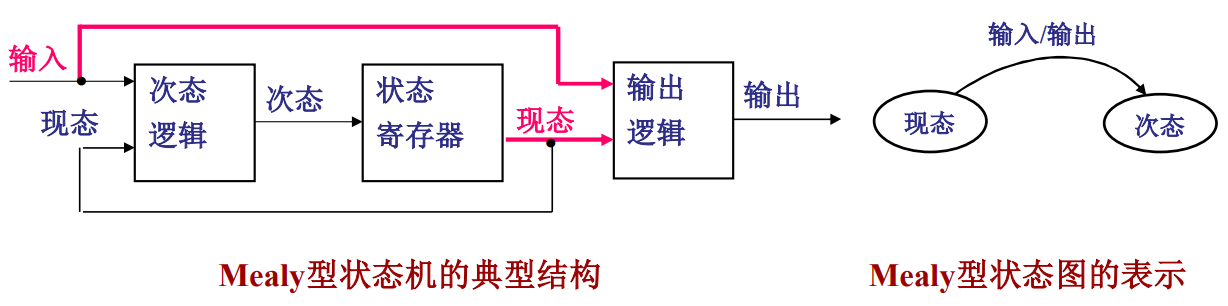 输入
现态
次态
逻辑
次态
状态
寄存器
现态
输出
逻辑
输出
输入/输出
现态
次态
Mealy型状态机的典型结构
Mealy型状态图的表示